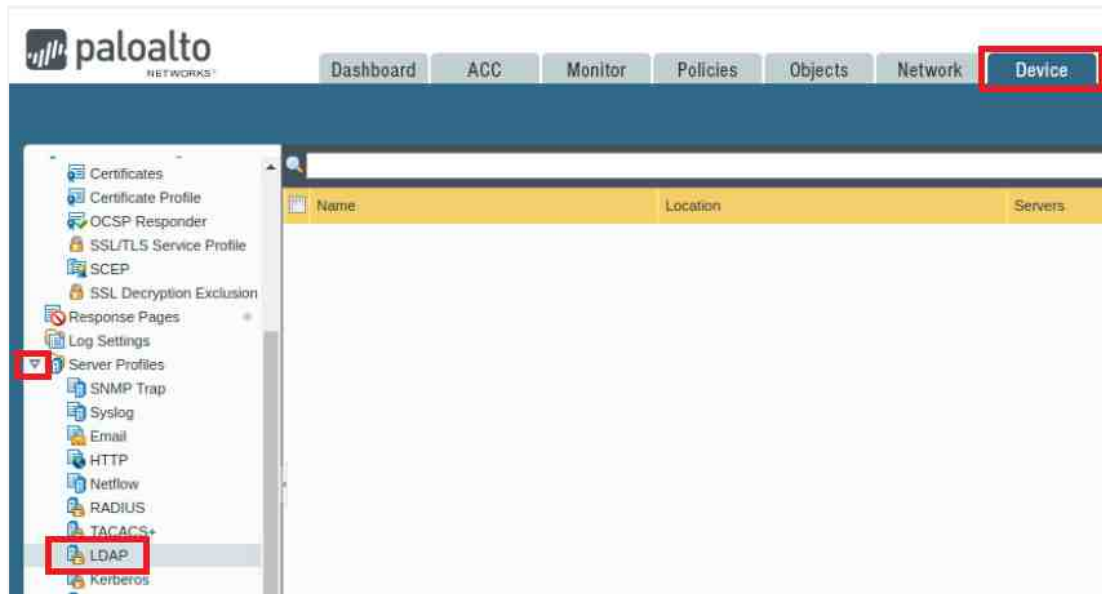 paloalto
NETWORKS
Dashboard ACC Monitor Policies Objects Network Device
Certificates
Certificate Profile
OCSP Responder
SSL/TLS Service Profile
SCEP
SSL Decryption Exclusion
Response Pages
Log Settings
Server Profiles
SNMP Trap
Syslog
Email
HTTP
Netflow
RADIUS
TACACS+
LDAP
Kerberos
Name Location Servers